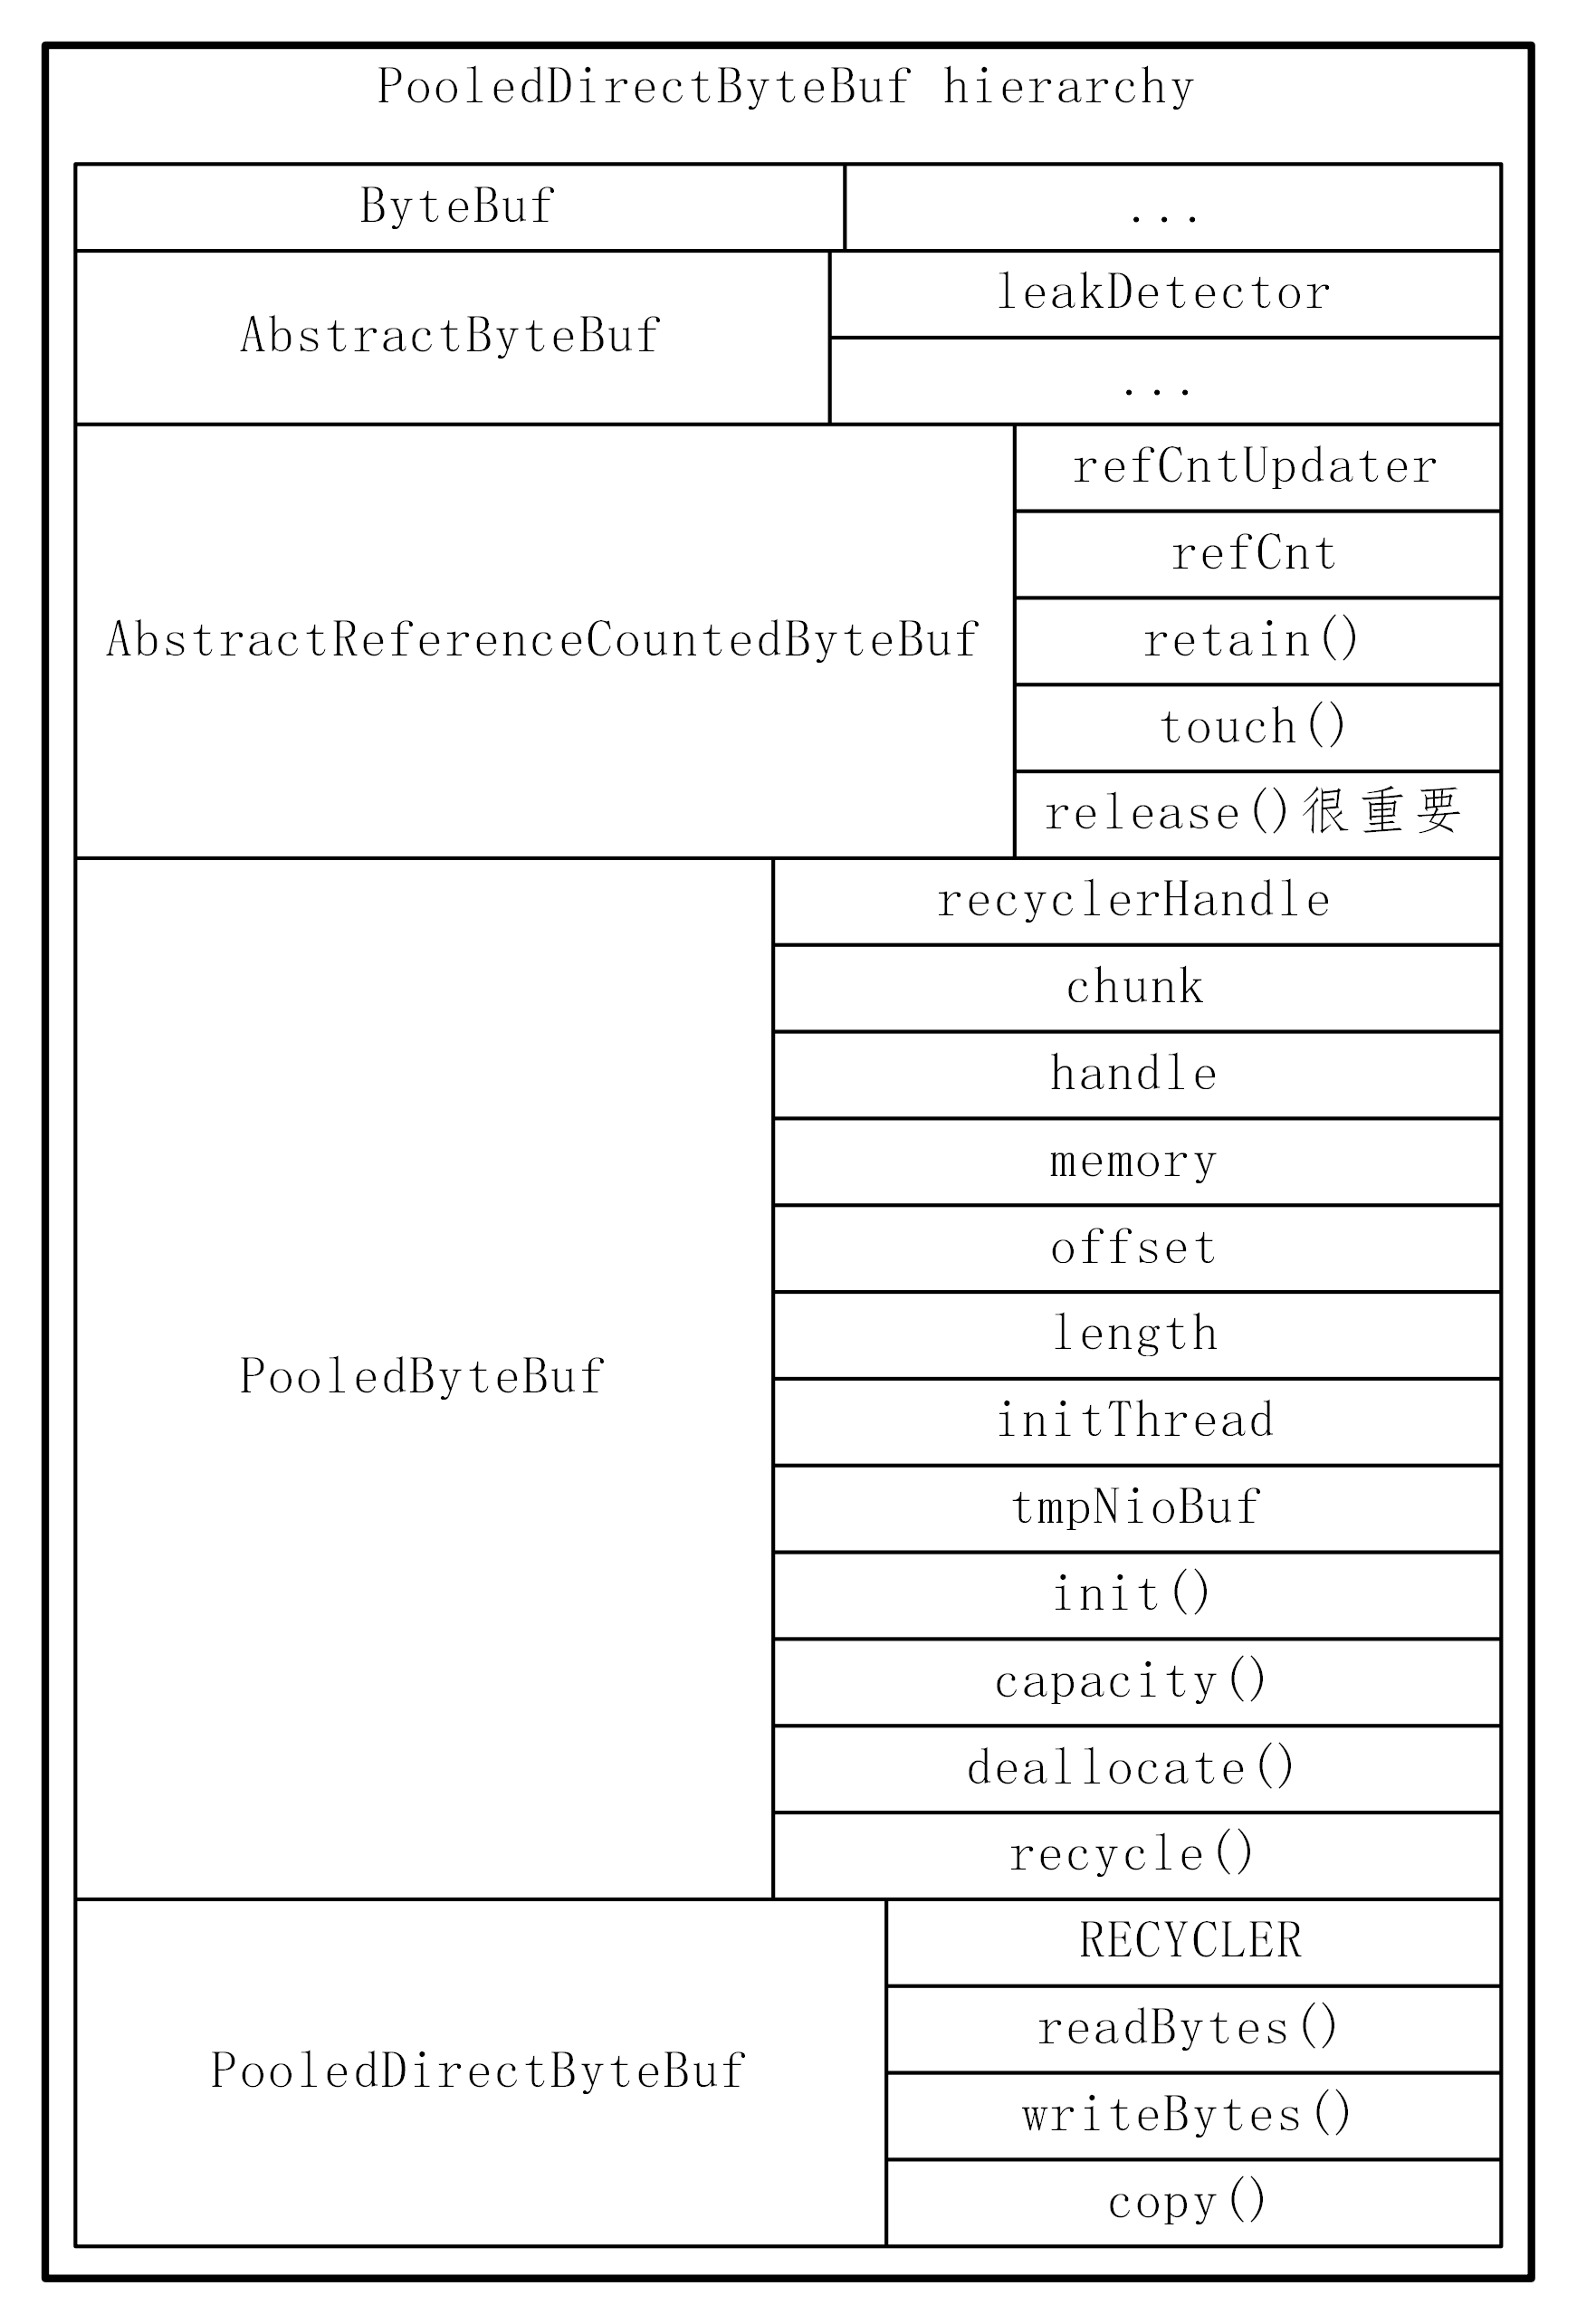 PooledDirectByteBuf hierarchy
ByteBuf
...
AbstractByteBuf
leakDetector
...
AbstractReferenceCountedByteBuf
refCntUpdater
refCnt
retain()
touch()
release()很重要
PooledByteBuf
recyclerHandle
chunk
handle
memory
offset
length
initThread
tmpNioBuf
init()
capacity()
deallocate()
recycle()
PooledDirectByteBuf
RECYCLER
readBytes()
writeBytes()
copy()